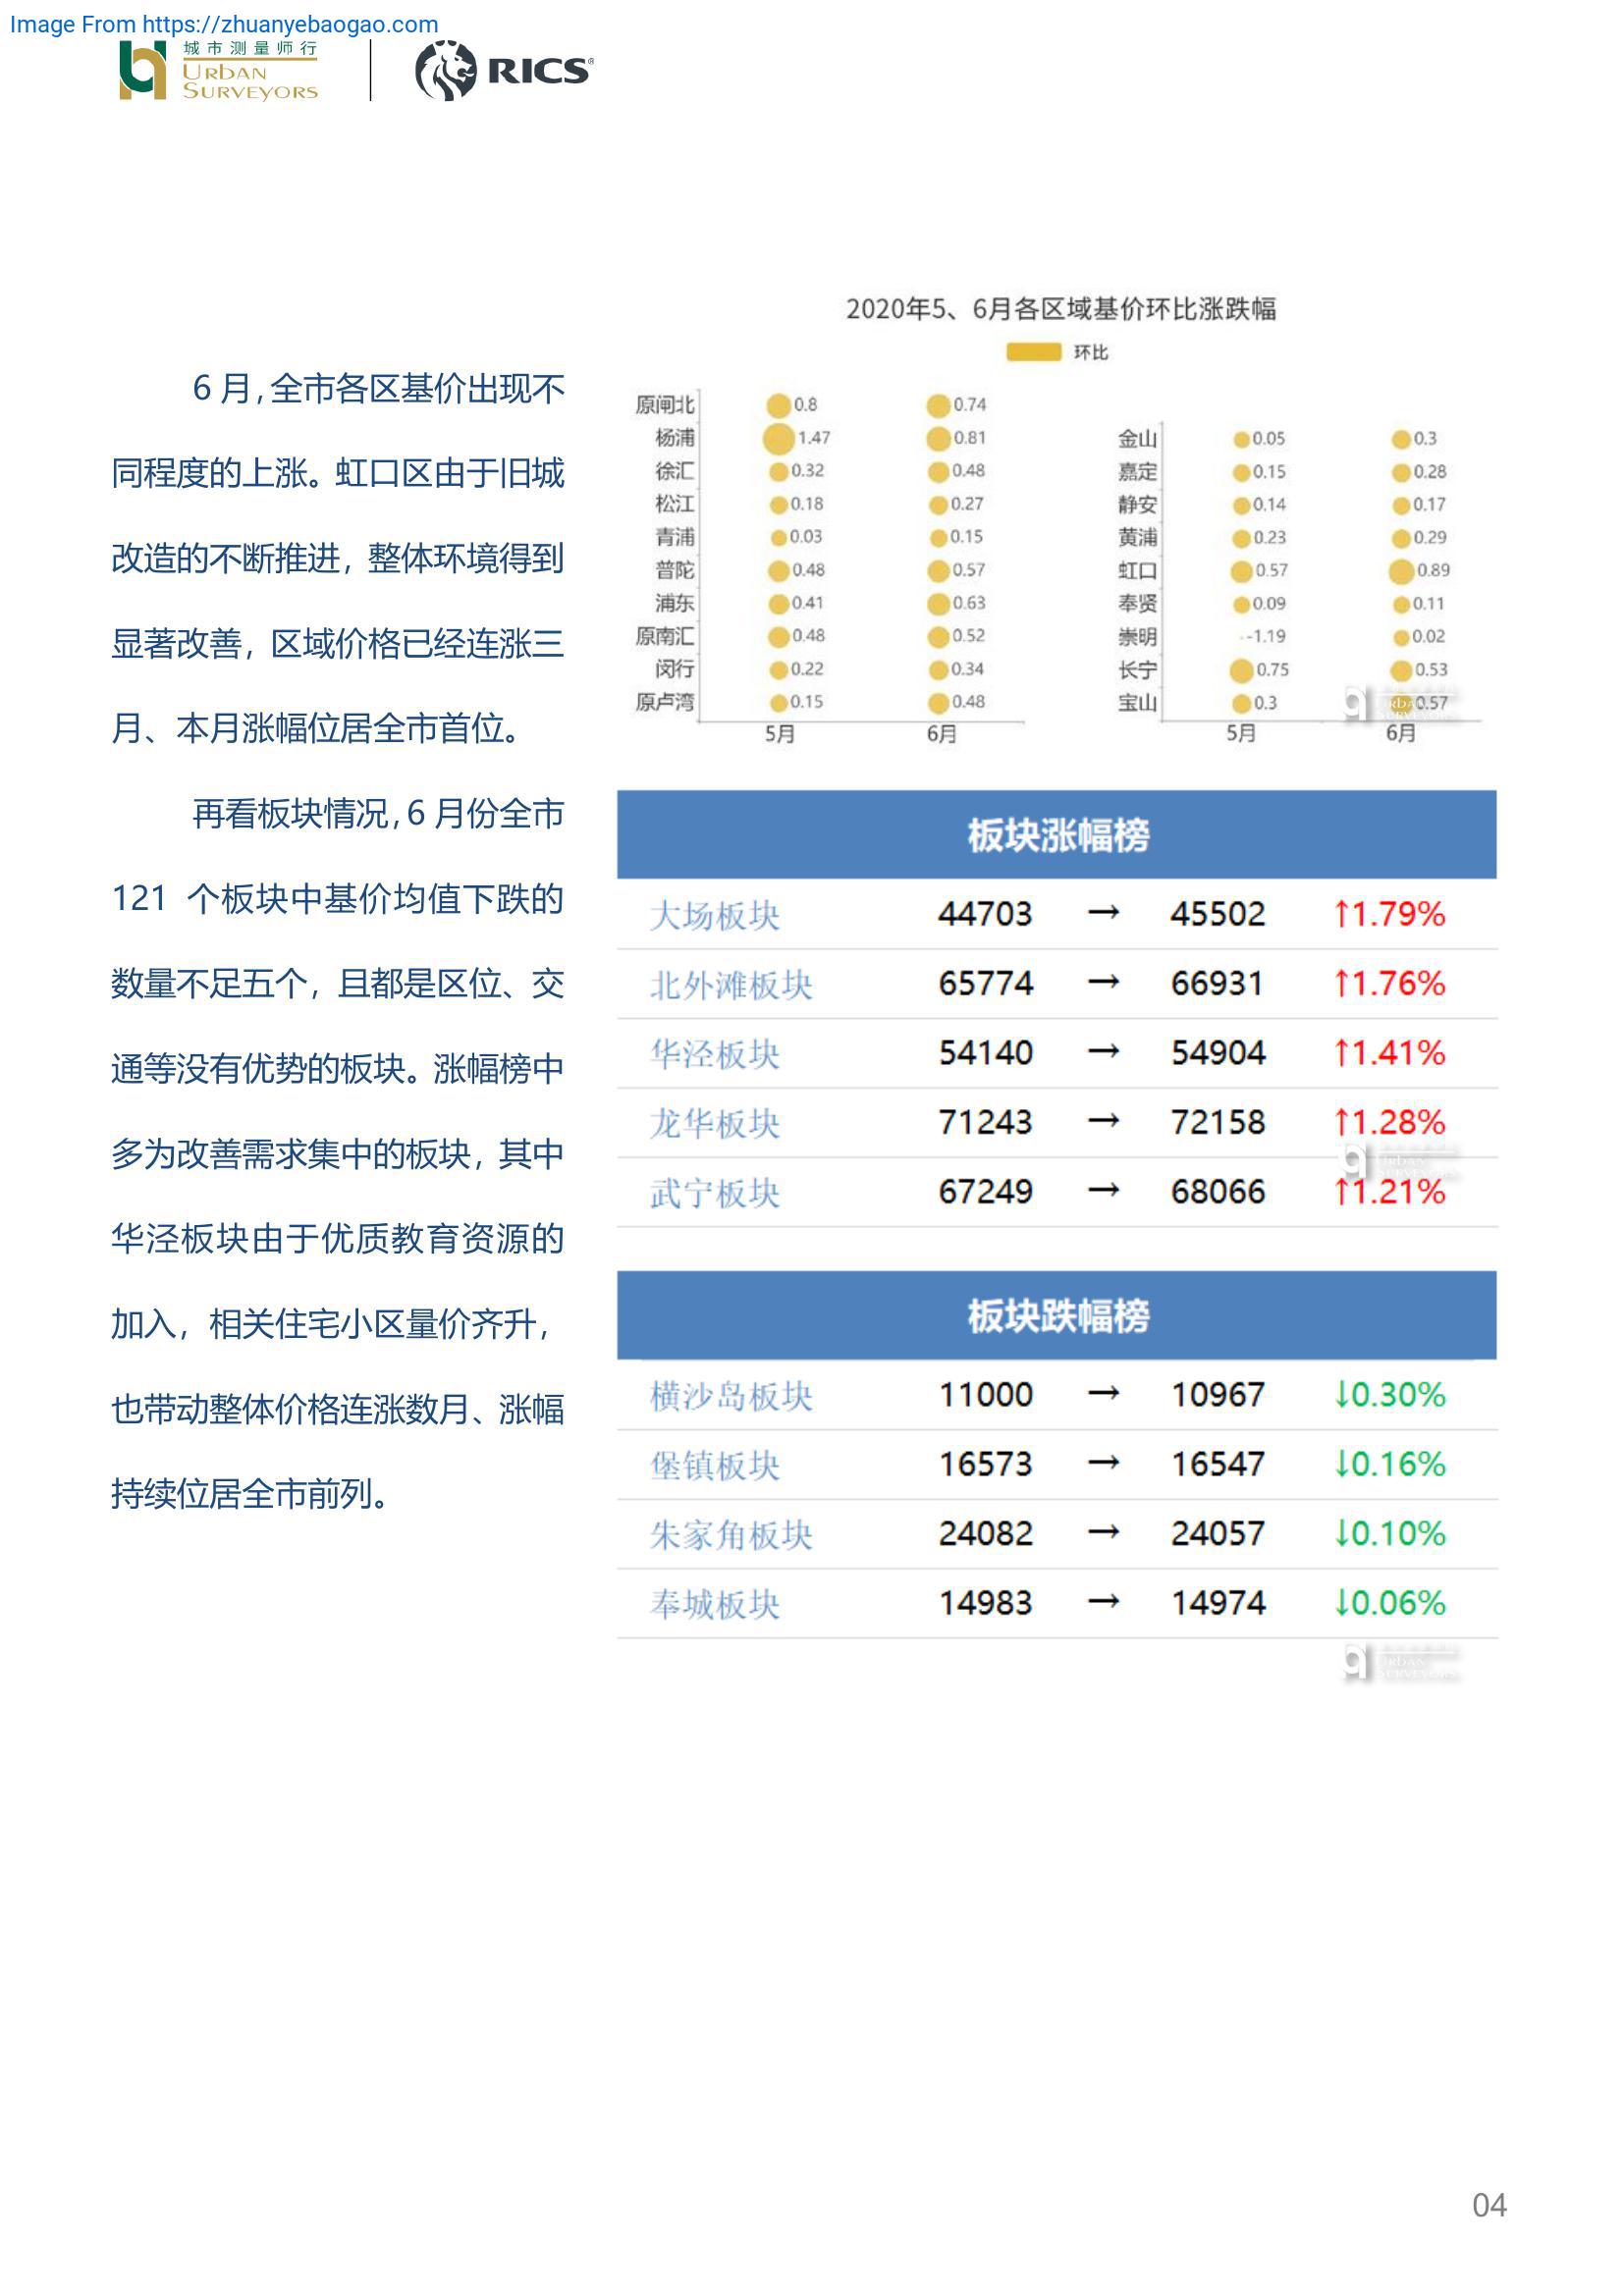 Image From https://zhuanyebaogao.com
城市测量师行
URBAN
SURVEYORS
RICS®
6 月，全市各区基价出现不
同程度的上涨。虹口区由于旧城
改造的不断推进，整体环境得到
显著改善，区域价格已经连涨三
月、本月涨幅位居全市首位。
再看板块情况，6 月份全市
121 个板块中基价均值下跌的
数量不足五个，且都是区位、交
通等没有优势的板块。涨幅榜中
多为改善需求集中的板块，其中
华泾板块由于优质教育资源的
加入，相关住宅小区量价齐升，
也带动整体价格连涨数月、涨幅
持续位居全市前列。
2020年5、6月各区域基价环比涨跌幅
环比
原闸北 0.8 0.74
杨浦 1.47 0.81
徐汇 0.32 0.48
松江 0.18 0.27
青浦 0.03 0.15
普陀 0.48 0.57
浦东 0.41 0.63
原南汇 0.48 0.52
闵行 0.22 0.34
原卢湾 0.15 0.48
5月 6月
金山 0.05 0.3
嘉定 0.15 0.28
静安 0.14 0.17
黄浦 0.23 0.29
虹口 0.57 0.89
奉贤 0.09 0.11
崇明 -1.19 0.02
长宁 0.75 0.53
宝山 0.3 0.57
5月 6月
URBAN
SURVEYORS
板块涨幅榜
大场板块 44703 → 45502 ↑1.79%
北外滩板块 65774 → 66931 ↑1.76%
华泾板块 54140 → 54904 ↑1.41%
龙华板块 71243 → 72158 ↑1.28%
URBAN
SURVEYORS
武宁板块 67249 → 68066 ↑1.21%
板块跌幅榜
横沙岛板块 11000 → 10967 ↓0.30%
堡镇板块 16573 → 16547 ↓0.16%
朱家角板块 24082 → 24057 ↓0.10%
奉城板块 14983 → 14974 ↓0.06%
URBAN
SURVEYORS
04